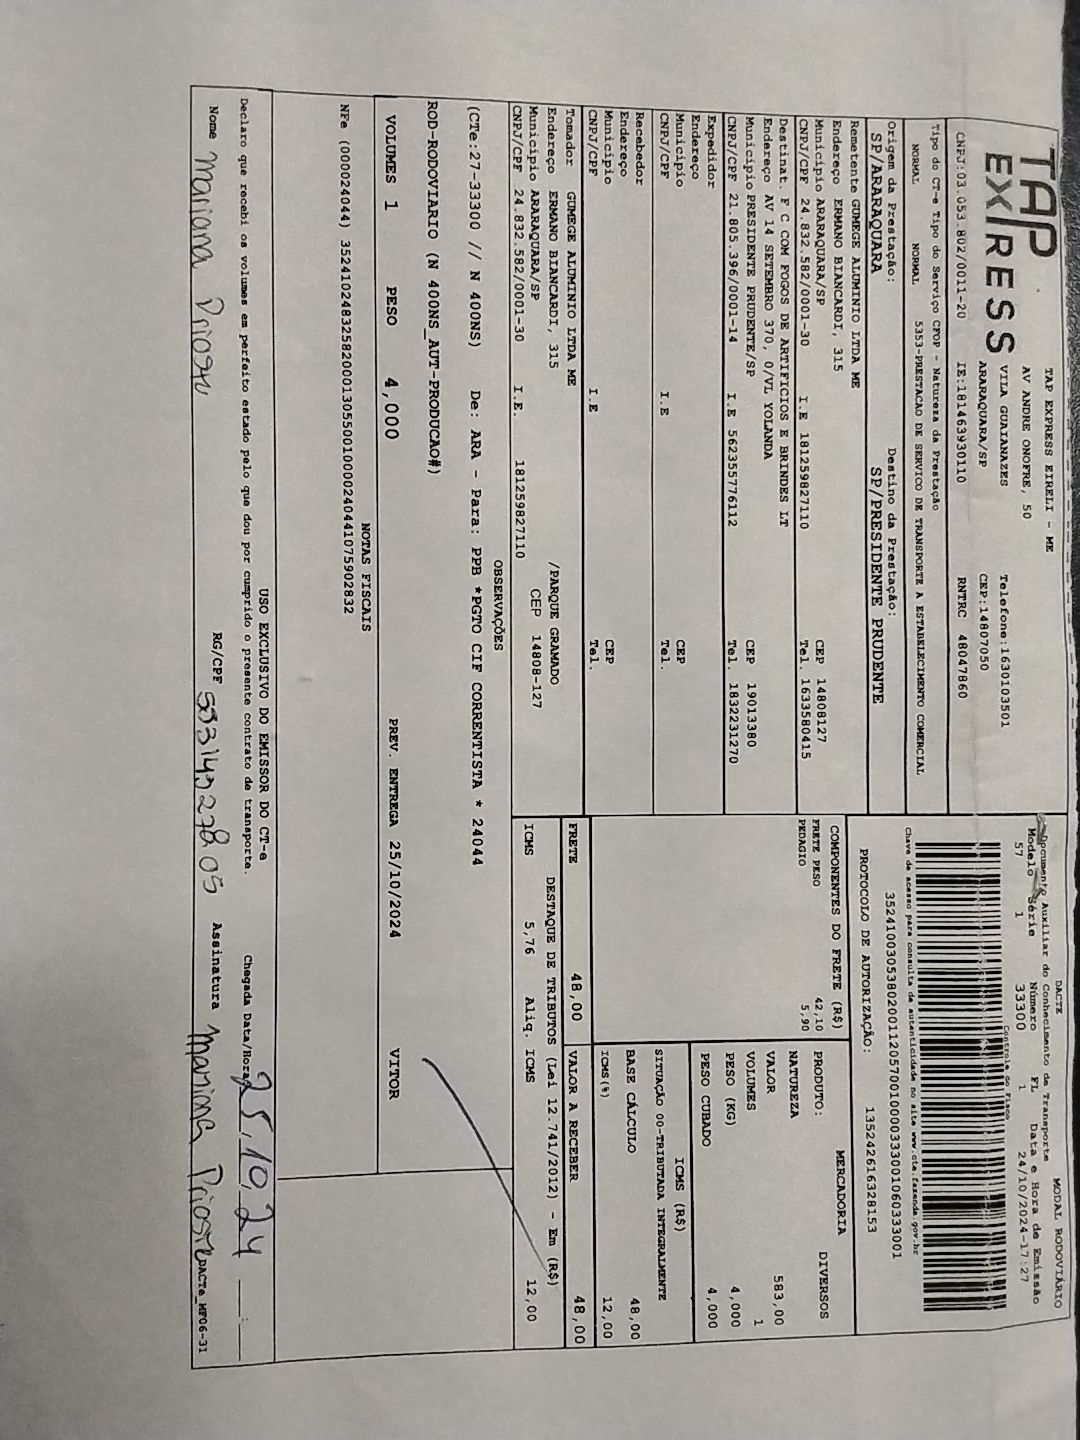 TAP EXPRESS
TAP EXPRESS EIRELI - ME
AV ANDRE ONOFRE, 50
VILA GUAIANAZES
ARARAQUARA/SP
Telefone:1630103501
CEP:14807050
CNPJ:03.053.802/0011-20 IE:181463930110 RNTRC 48047860
Tipo do CT-e Tipo do Serviço CFOP - Natureza da Prestação
NORMAL NORMAL 5353-PRESTACAO DE SERVICO DE TRANSPORTE A ESTABELECIMENTO COMERCIAL
Origem da Prestação: Destino da Prestação:
SP/ARARAQUARA SP/PRESIDENTE PRUDENTE
Remetente GUMEGE ALUMINIO LTDA ME
Endereço ERMANO BIANCARDI, 315
Município ARARAQUARA/SP CEP 14808127
CNPJ/CPF 24.832.582/0001-30 I.E 181259827110 Tel. 1633580415
Destinat. F C COM FOGOS DE ARTIFICIOS E BRINDES LT
Endereço AV 14 SETEMBRO 370, 0/VL YOLANDA
Município PRESIDENTE PRUDENTE/SP CEP 19013380
CNPJ/CPF 21.805.396/0001-14 I.E 562355776112 Tel. 1832231270
Expedidor
Endereço
Município CEP
CNPJ/CPF I.E Tel.
Recebedor
Endereço
Município CEP
CNPJ/CPF I.E Tel.
Tomador GUMEGE ALUMINIO LTDA ME
Endereço ERMANO BIANCARDI, 315 /PARQUE GRAMADO
Município ARARAQUARA/SP CEP 14808-127
CNPJ/CPF 24.832.582/0001-30 I.E. 181259827110
DACTE MODAL RODOVIÁRIO
Documento Auxiliar do Conhecimento de Transporte
Modelo Série Número FL Data e Hora de Emissão
57 1 33300 1 24/10/2024-17:27
Controle do Fisco
Chave de acesso para consulta de autenticidade no site www.cte.fazenda.gov.br
35241003053802001120570010000333001060333001
PROTOCOLO DE AUTORIZAÇÃO: 135242616328153
COMPONENTES DO FRETE (R$)
FRETE PESO 42,10
PEDAGIO 5,90
MERCADORIA
PRODUTO: DIVERSOS
NATUREZA
VALOR 583,00
VOLUMES 1
PESO (KG) 4,000
PESO CUBADO 4,000
ICMS (R$)
SITUAÇÃO 00-TRIBUTADA INTEGRALMENTE
BASE CÁLCULO 48,00
ICMS(%) 12,00
FRETE 48,00 VALOR A RECEBER 48,00
DESTAQUE DE TRIBUTOS (Lei 12.741/2012) - Em (R$)
ICMS 5,76 Aliq. ICMS 12,00
OBSERVAÇÕES
(CTe:27-33300 // N 400NS) De: ARA - Para: PPB *PGTO CIF CORRENTISTA * 24044
ROD-RODOVIARIO (N 400NS_AUT-PRODUCAO#)
VOLUMES 1 PESO 4,000 PREV. ENTREGA 25/10/2024 VITOR
NOTAS FISCAIS
NFe (000024044) 35241024832582000130550010000240441075902832
USO EXCLUSIVO DO EMISSOR DO CT-e
Declaro que recebi os volumes em perfeito estado pelo que dou por cumprido o presente contrato de transporte. Chegada Data/Hora 25/10/24
Nome Mariana Prioste RG/CPF 59314527805 Assinatura Mariana Prioste DACTe_MP06-31